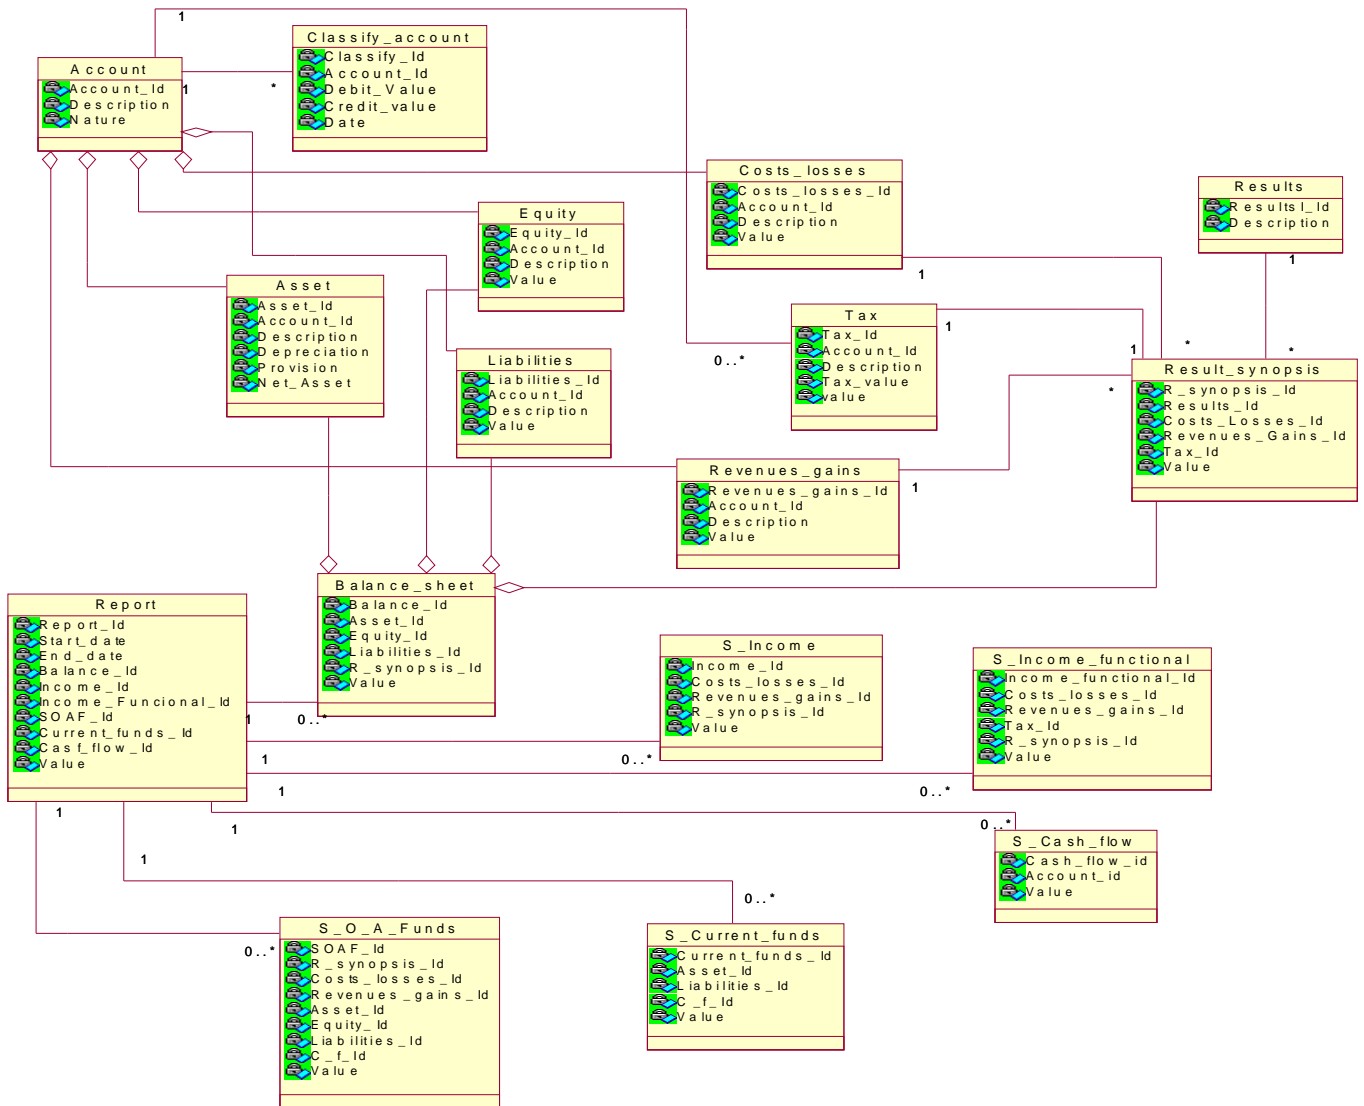 1
Classify_account
Classify_Id
Account_Id
Debit_Value
Credit_value
Date
Account
Account_Id
Description
Nature
1
*
Costs_losses
Costs_losses_Id
Account_Id
Description
Value
1
Results
Resultsl_Id
Description
1
Equity
Equity_Id
Account_Id
Description
Value
Asset
Asset_Id
Account_Id
Description
Depreciation
Provision
Net_Asset
Tax
Tax_Id
Account_Id
Description
Tax_value
value
0..*
1
1
*
*
*
Liabilities
Liabilities_Id
Account_Id
Description
Value
Result_synopsis
R_synopsis_Id
Results_Id
Costs_Losses_Id
Revenues_Gains_Id
Tax_Id
Value
Revenues_gains
Revenues_gains_Id
Account_Id
Description
Value
1
Balance_sheet
Balance_Id
Asset_Id
Equity_Id
Liabilities_Id
R_synopsis_Id
Value
Report
Report_Id
Start_date
End_date
Balance_Id
Income_Id
Income_Funcional_Id
SOAF_Id
Current_funds_Id
Casf_flow_Id
Value
1
0..*
S_Income
Income_Id
Costs_losses_Id
Revenues_gains_Id
R_synopsis_Id
Value
1
0..*
S_Income_functional
Income_functional_Id
Costs_losses_Id
Revenues_gains_Id
Tax_Id
R_synopsis_Id
Value
1
0..*
1
1
0..*
S_Cash_flow
Cash_flow_id
Account_id
Value
1
0..*
0..*
S_O_A_Funds
SOAF_Id
R_synopsis_Id
Costs_losses_Id
Revenues_gains_Id
Asset_Id
Equity_Id
Liabilities_Id
C_f_Id
Value
S_Current_funds
Current_funds_Id
Asset_Id
Liabilities_Id
C_f_Id
Value